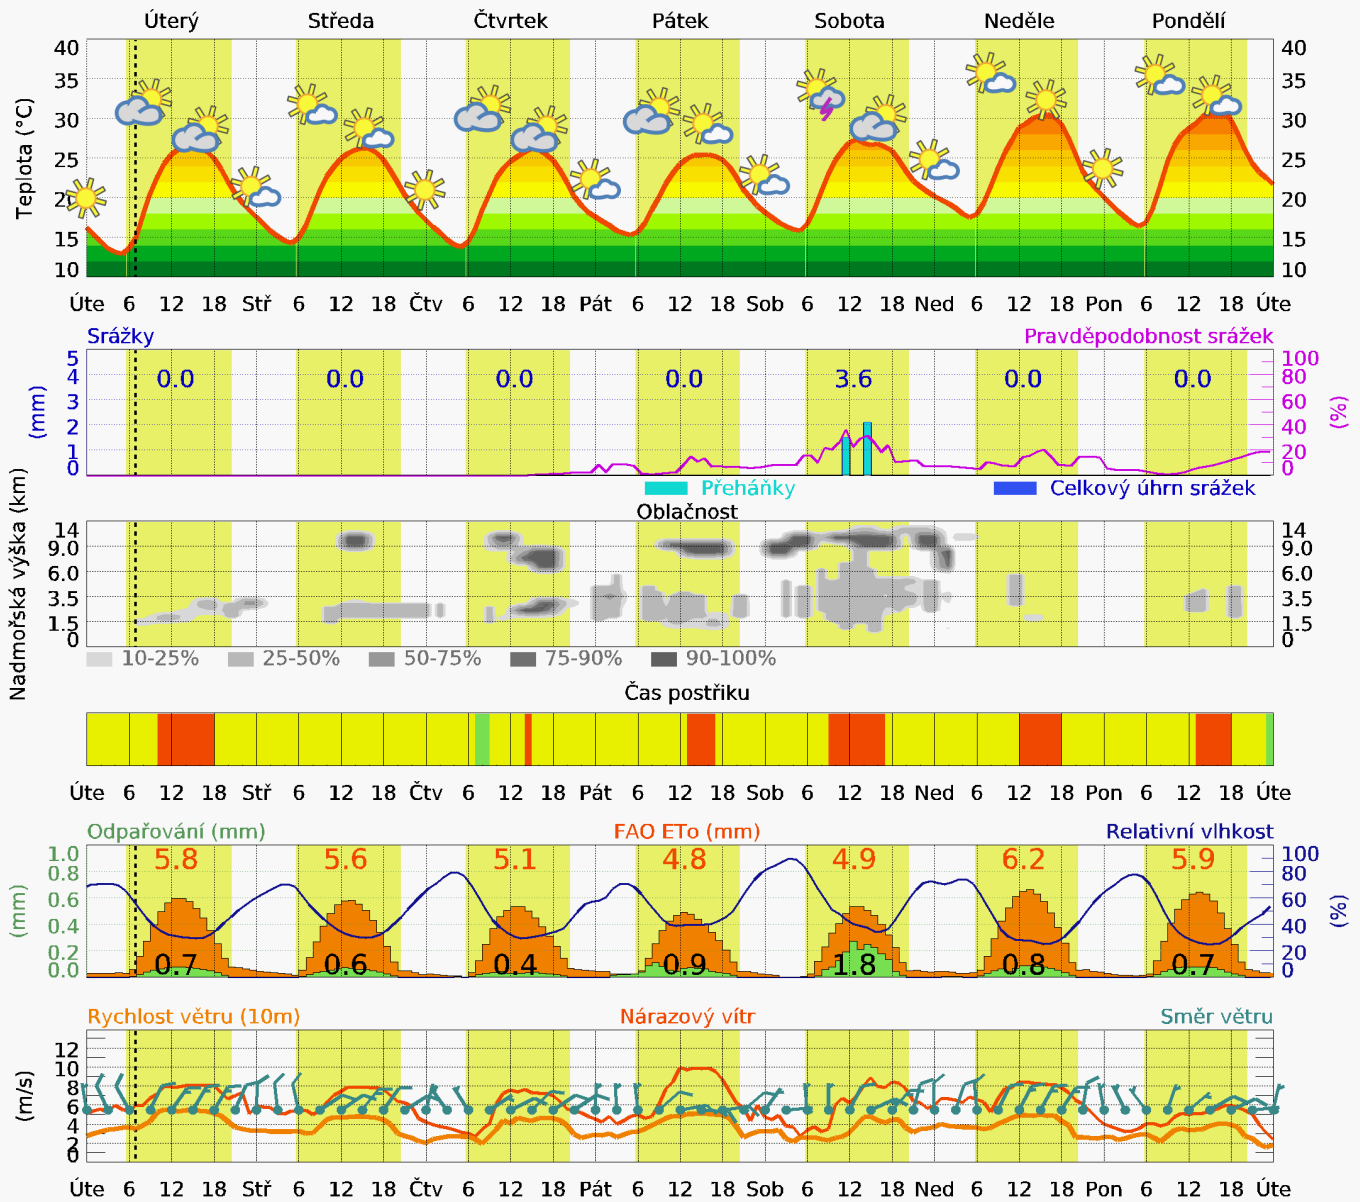 Úterý Středa Čtvrtek Pátek Sobota Neděle Pondělí
Teplota (°C)
40 40
35 35
30 30
25 25
20 20
15 15
10 10
Úte 6 12 18 Stř 6 12 18 Čtv 6 12 18 Pát 6 12 18 Sob 6 12 18 Ned 6 12 18 Pon 6 12 18 Úte
Srážky Pravděpodobnost srážek
(mm) (%)
5 100
4 0.0 0.0 0.0 0.0 3.6 0.0 0.0 80
3 60
2 40
1 20
0 0
Přeháňky Celkový úhrn srážek
Oblačnost
Nadmořská výška (km)
14 14
9.0 9.0
6.0 6.0
3.5 3.5
1.5 1.5
0 0
10-25% 25-50% 50-75% 75-90% 90-100%
Čas postřiku
Úte 6 12 18 Stř 6 12 18 Čtv 6 12 18 Pát 6 12 18 Sob 6 12 18 Ned 6 12 18 Pon 6 12 18 Úte
Odpařování (mm) FAO ETo (mm) Relativní vlhkost
(mm) (%)
1.0 5.8 5.6 5.1 4.8 4.9 6.2 5.9 100
0.8 80
0.6 60
0.4 40
0.2 20
0.0 0.7 0.6 0.4 0.9 1.8 0.8 0.7 0
Rychlost větru (10m) Nárazový vítr Směr větru
(m/s)
12
10
8
6
4
2
0
Úte 6 12 18 Stř 6 12 18 Čtv 6 12 18 Pát 6 12 18 Sob 6 12 18 Ned 6 12 18 Pon 6 12 18 Úte